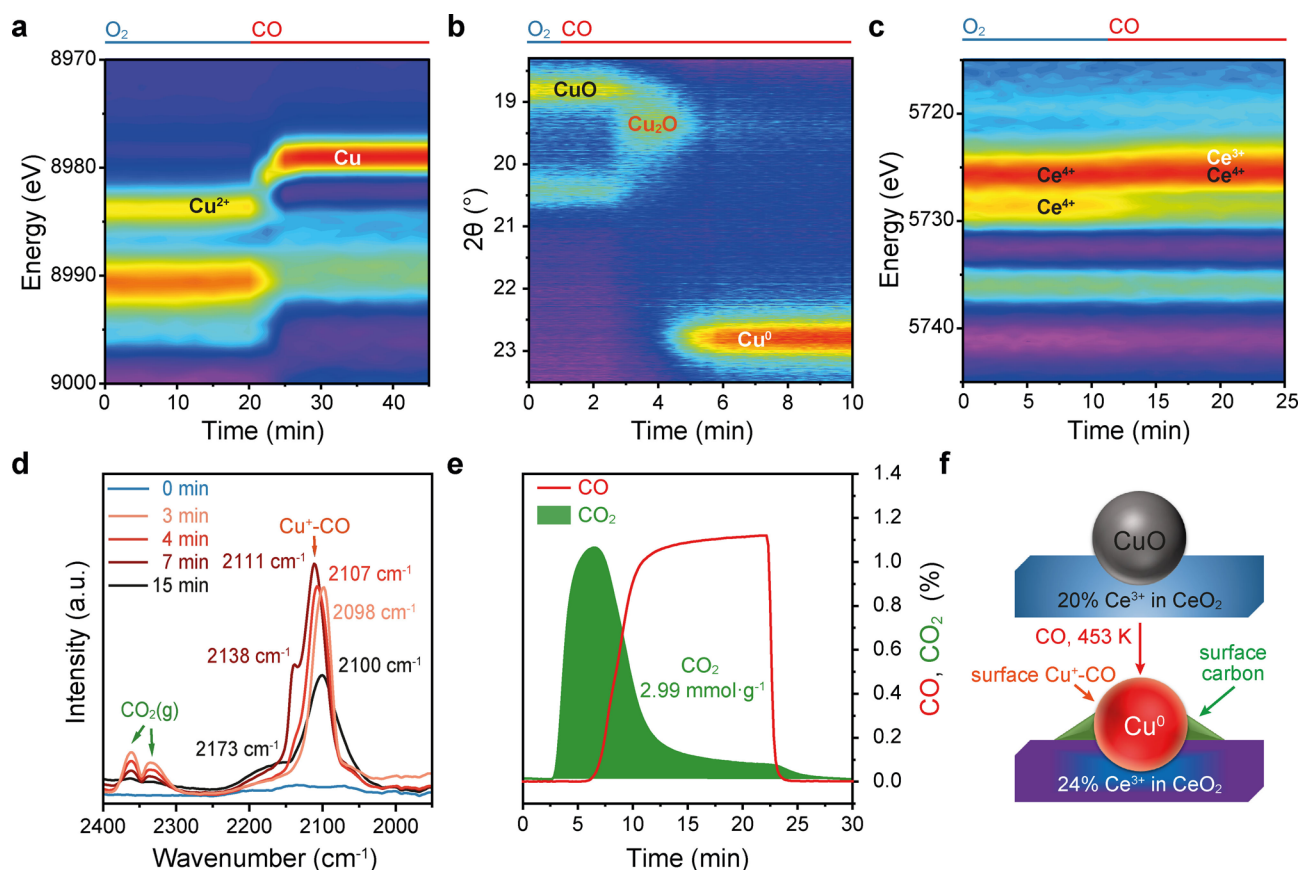 a
O₂ CO
Energy (eV)
8970
8980
8990
9000
Cu
Cu²⁺
0 10 20 30 40
Time (min)
b
O₂ CO
2θ (°)
19
20
21
22
23
CuO
Cu₂O
Cu⁰
0 2 4 6 8 10
Time (min)
c
O₂ CO
Energy (eV)
5720
5730
5740
Ce³⁺
Ce⁴⁺ Ce⁴⁺
Ce⁴⁺
0 5 10 15 20 25
Time (min)
d
Intensity (a.u.)
0 min
3 min
4 min
7 min
15 min
Cu⁺-CO
2111 cm⁻¹
2107 cm⁻¹
2098 cm⁻¹
2138 cm⁻¹
2100 cm⁻¹
CO₂(g)
2173 cm⁻¹
2400 2300 2200 2100 2000
Wavenumber (cm⁻¹)
e
CO
CO₂
CO₂
2.99 mmol·g⁻¹
1.4
1.2
1.0
0.8
0.6
0.4
0.2
0.0
CO, CO₂ (%)
0 5 10 15 20 25 30
Time (min)
f
CuO
20% Ce³⁺ in CeO₂
CO, 453 K
surface Cu⁺-CO
surface
carbon
Cu⁰
24% Ce³⁺ in CeO₂